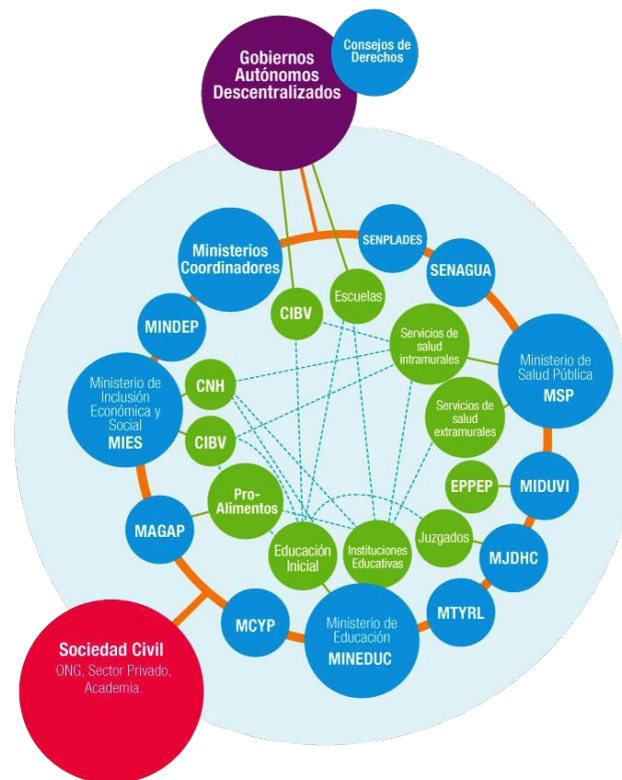 Consejos de
Derechos
Gobiernos
Autónomos
Descentralizados
Ministerios
Coordinadores
SENPLADES
SENAGUA
MINDEP
CIBV
Escuelas
Servicios de
salud
intramurales
Ministerio de
Salud Pública
MSP
Ministerio de
Inclusión
Económica y
Social
MIES
CNH
CIBV
Servicios de
salud
extramurales
Pro-
Alimentos
EPPEP
MIDUVI
MAGAP
Educación
Inicial
Instituciones
Educativas
Juzgados
MJDHC
MCYP
Ministerio de
Educación
MINEDUC
MTYRL
Sociedad Civil
ONG, Sector Privado,
Academia.